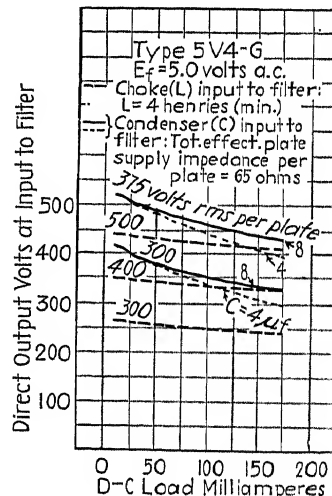 Type 5V4-G
Ef=5.0 volts a.c.
Choke(L) input to filter:
L=4 henries (min.)
}Condenser(C) input to
filter: Tot.effect.plate
supply impedance per
plate = 65 ohms
375 volts rms per plate
500
8
4
300
400
8
C=4μf
300
Direct Output Volts at Input to Filter
500
400
300
200
100
0 50 100 150 200
D-C Load Milliamperes